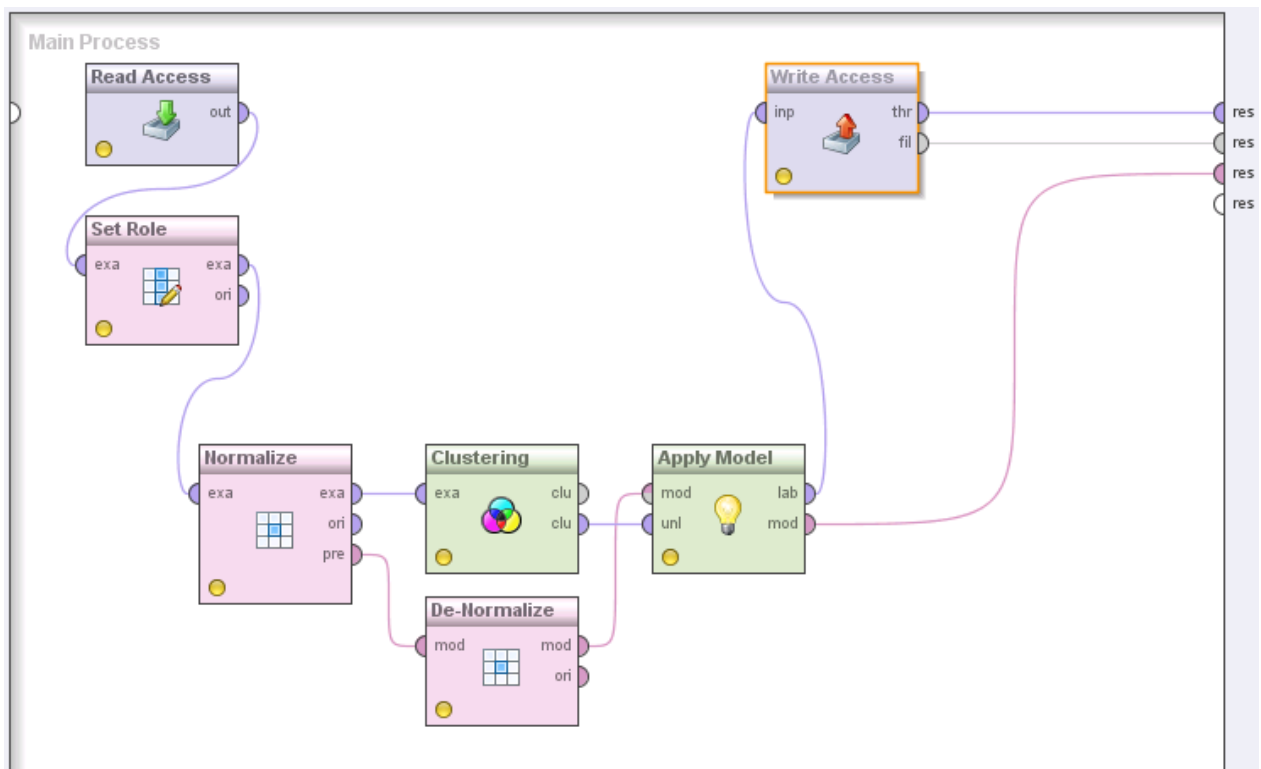 Main Process
Read Access
out
Write Access
inp thr
fil
res
res
res
res
Set Role
exa exa
ori
Normalize
exa exa
ori
pre
Clustering
exa clu
clu
Apply Model
mod lab
unl mod
De-Normalize
mod mod
ori